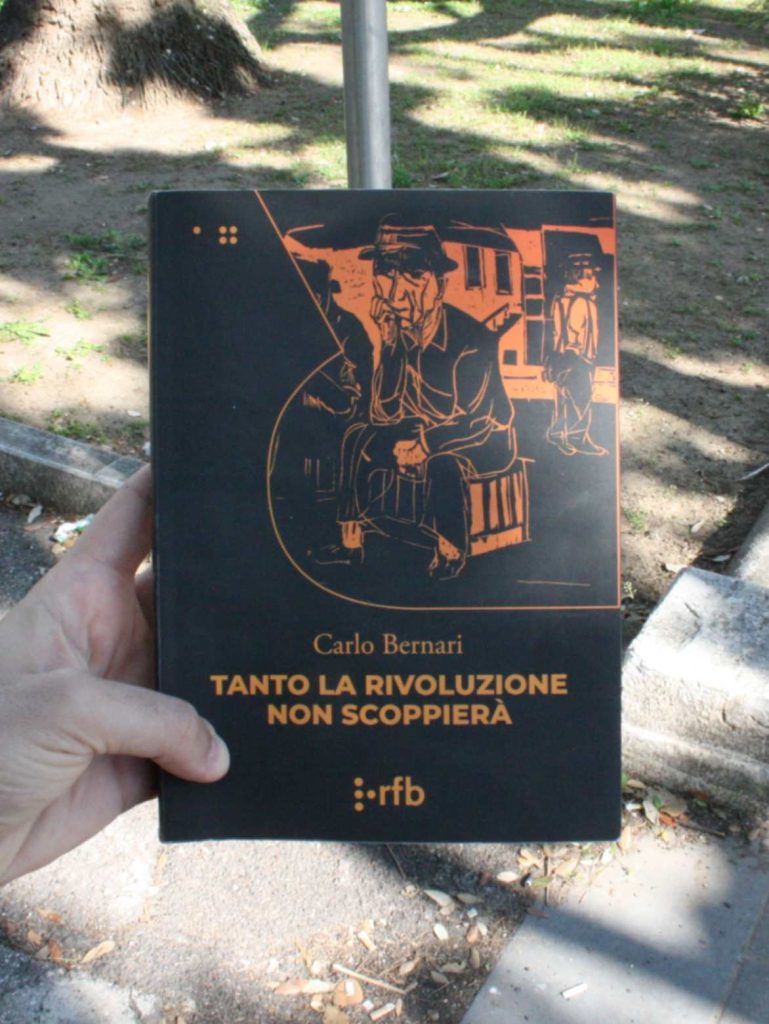 Carlo Bernari
TANTO LA RIVOLUZIONE
NON SCOPPIERÀ
rfb